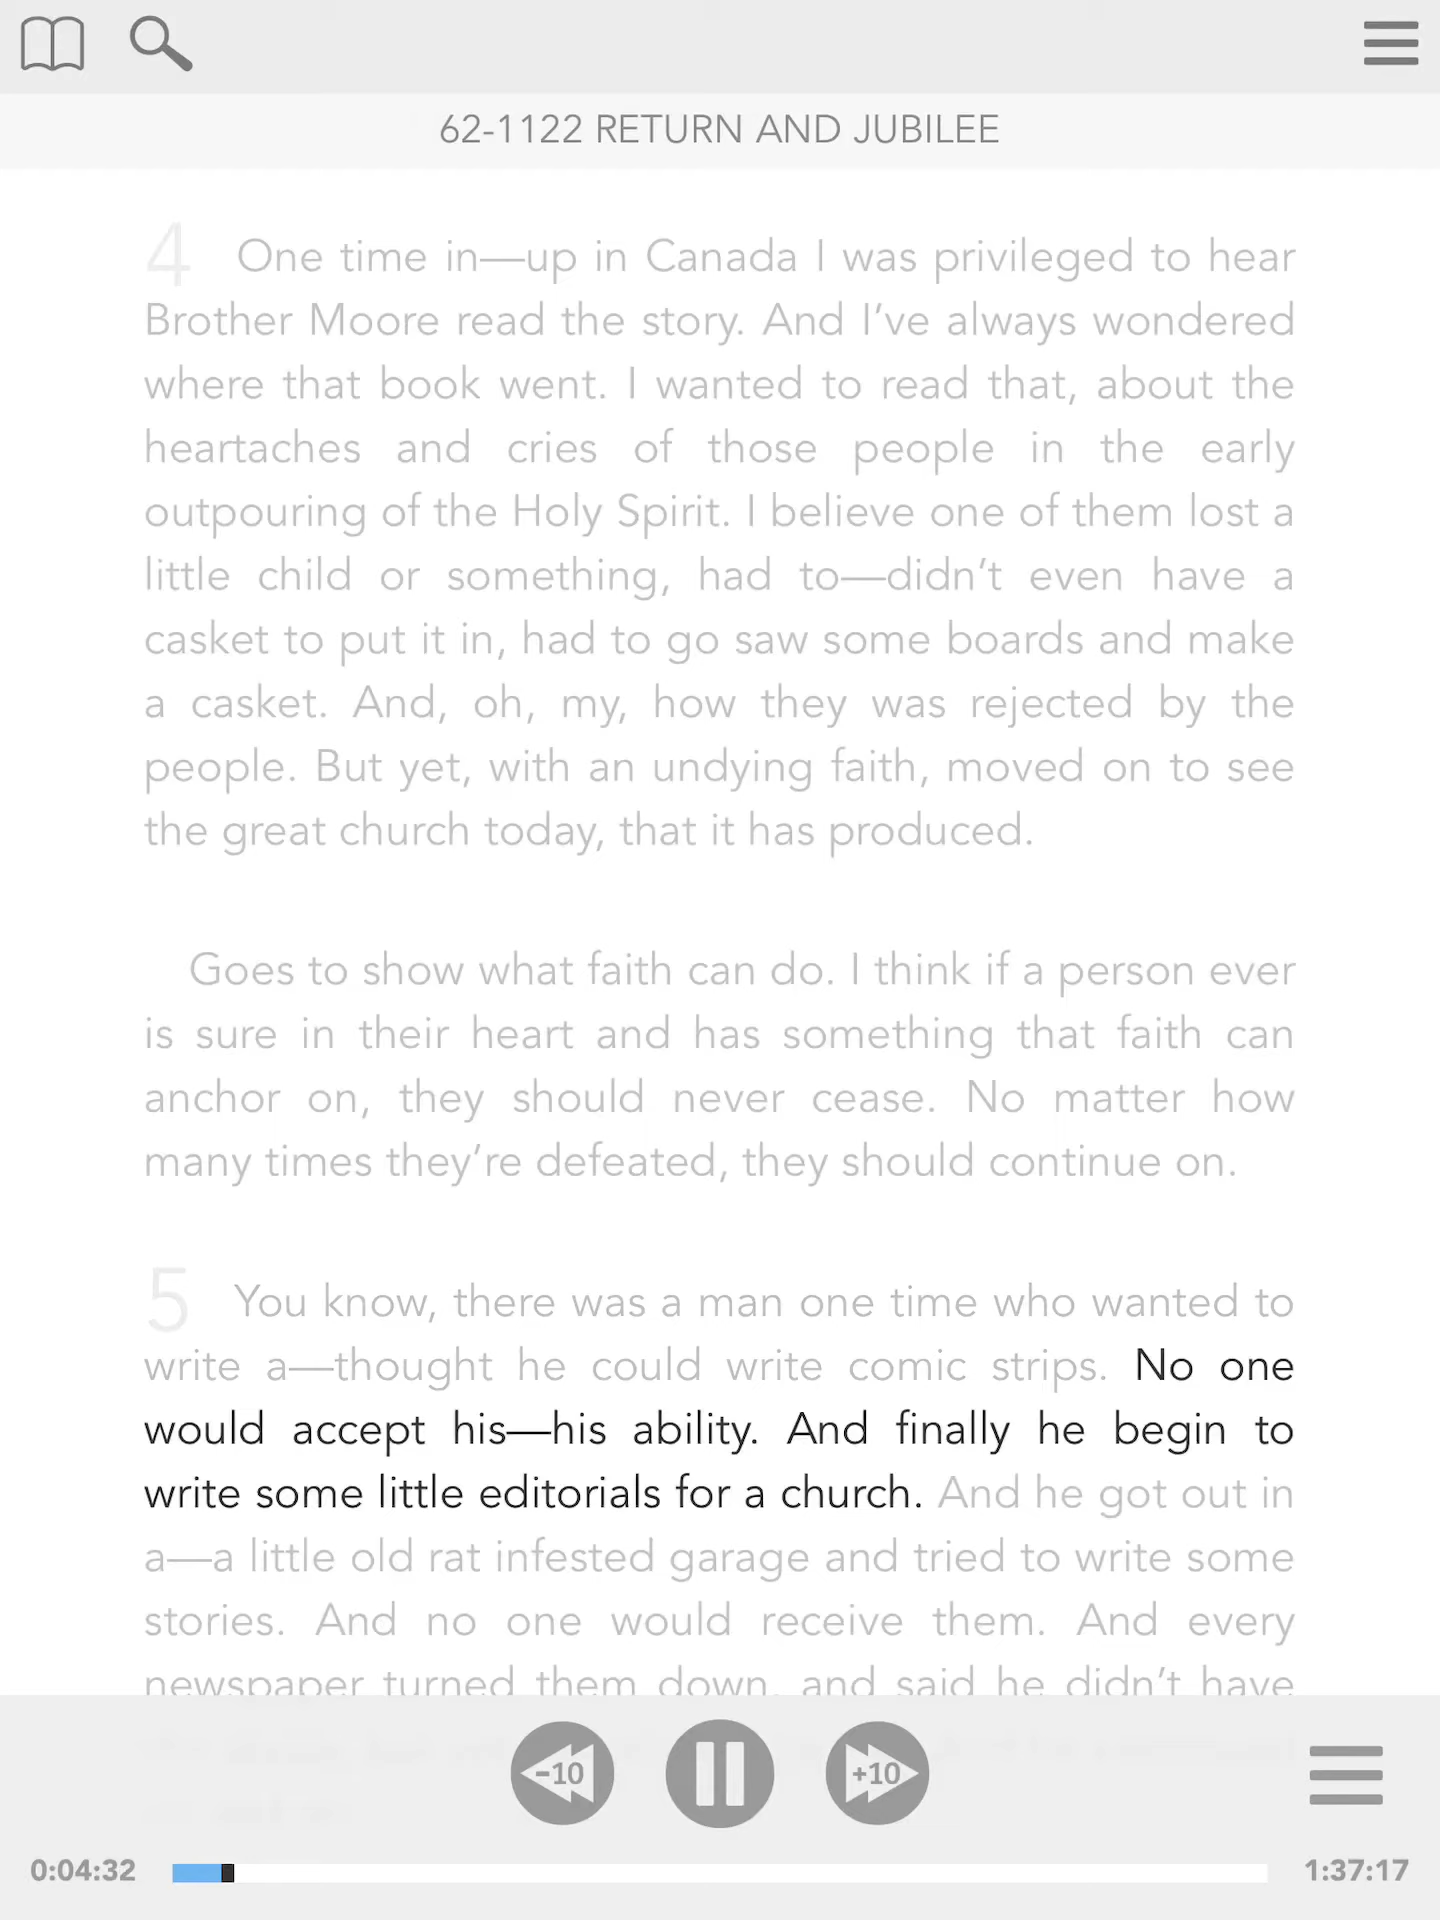 62-1122 RETURN AND JUBILEE
4 One time in—up in Canada I was privileged to hear
Brother Moore read the story. And I’ve always wondered
where that book went. I wanted to read that, about the
heartaches and cries of those people in the early
outpouring of the Holy Spirit. I believe one of them lost a
little child or something, had to—didn’t even have a
casket to put it in, had to go saw some boards and make
a casket. And, oh, my, how they was rejected by the
people. But yet, with an undying faith, moved on to see
the great church today, that it has produced.
Goes to show what faith can do. I think if a person ever
is sure in their heart and has something that faith can
anchor on, they should never cease. No matter how
many times they’re defeated, they should continue on.
5 You know, there was a man one time who wanted to
write a—thought he could write comic strips. No one
would accept his—his ability. And finally he begin to
write some little editorials for a church. And he got out in
a—a little old rat infested garage and tried to write some
stories. And no one would receive them. And every
newspaper turned them down, and said he didn’t have
-10 +10
0:04:32 1:37:17